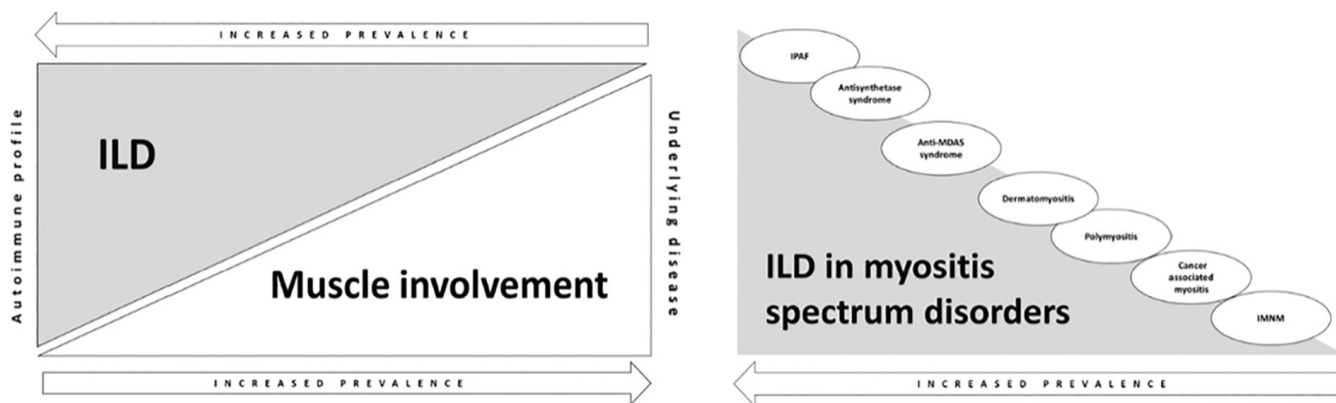 INCREASED PREVALENCE
Autoimmune profile
ILD
Muscle involvement
Underlying disease
INCREASED PREVALENCE
IPAF
Antisynthetase
syndrome
Anti-MDAS
syndrome
Dermatomyositis
Polymyositis
Cancer
associated
myositis
IMNM
ILD in myositis
spectrum disorders
INCREASED PREVALENCE